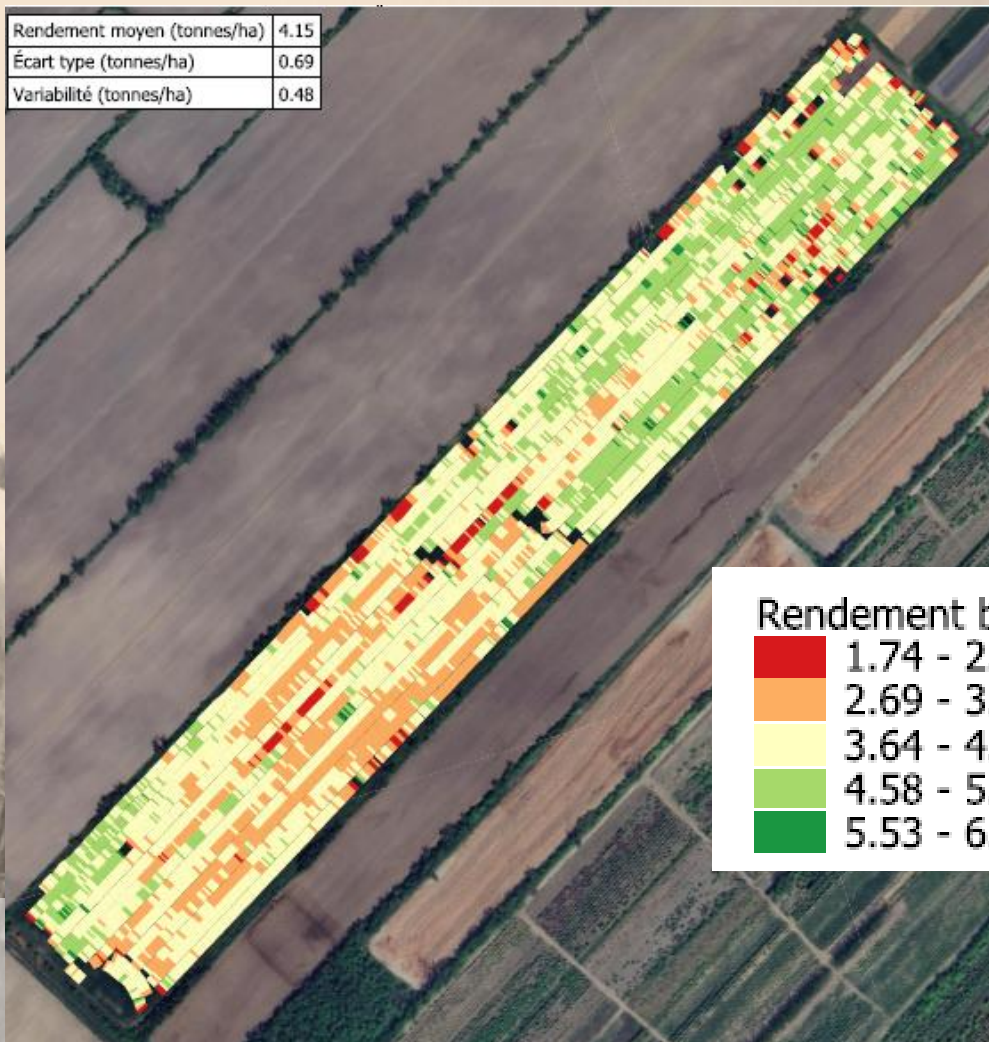 Rendement moyen (tonnes/ha) 4.15
Écart type (tonnes/ha) 0.69
Variabilité (tonnes/ha) 0.48
Rendement
1.74 - 2
2.69 - 3
3.64 - 4
4.58 - 5
5.53 - 6